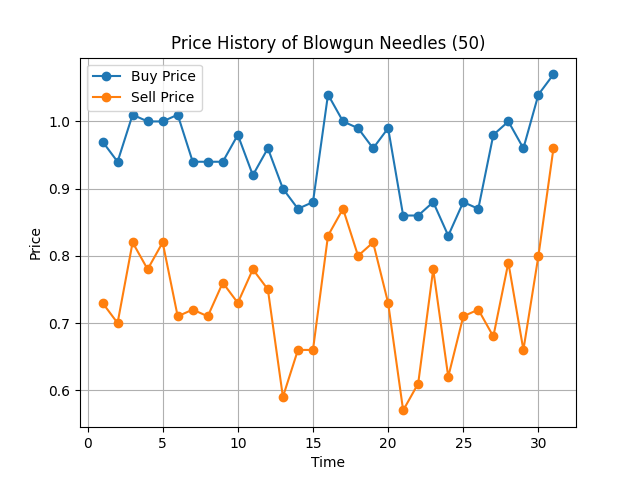 Price History of Blowgun Needles (50)
Buy Price
Sell Price
1.0
0.9
0.8
0.7
0.6
Price
0 5 10 15 20 25 30
Time